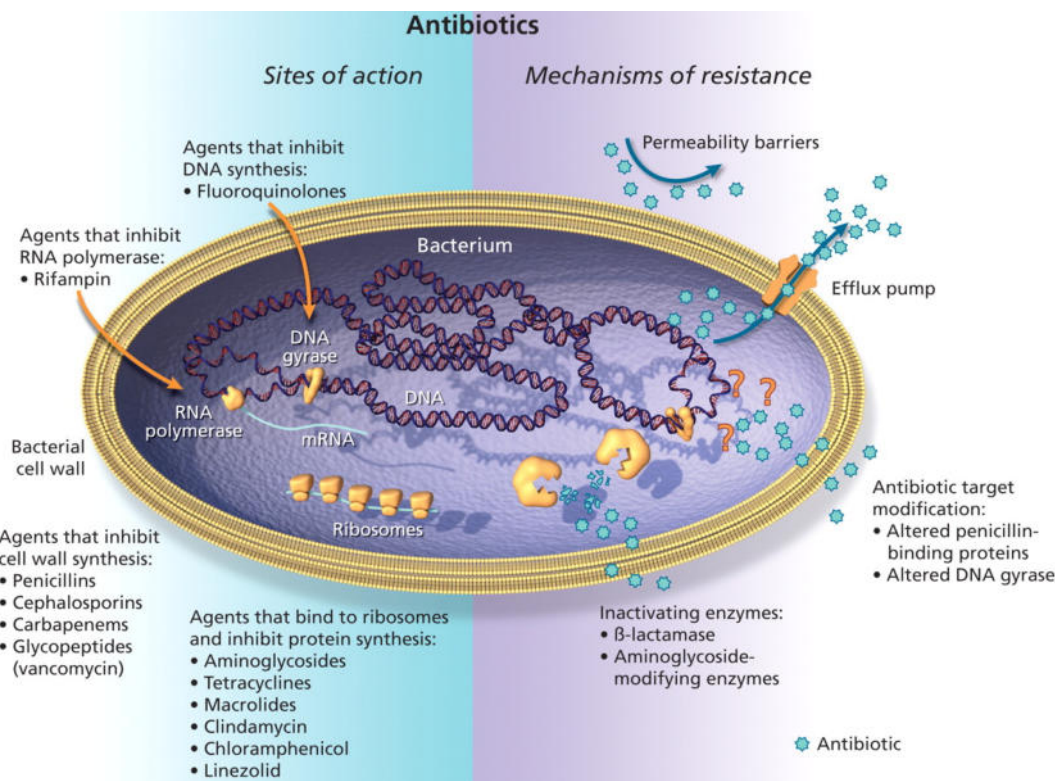 Antibiotics
Sites of action
Mechanisms of resistance
Agents that inhibit
DNA synthesis:
• Fluoroquinolones
Agents that inhibit
RNA polymerase:
• Rifampin
Permeability barriers
Efflux pump
Bacterium
DNA
gyrase
DNA
RNA
polymerase
mRNA
Ribosomes
? ?
?
Bacterial
cell wall
Agents that inhibit
cell wall synthesis:
• Penicillins
• Cephalosporins
• Carbapenems
• Glycopeptides
(vancomycin)
Agents that bind to ribosomes
and inhibit protein synthesis:
• Aminoglycosides
• Tetracyclines
• Macrolides
• Clindamycin
• Chloramphenicol
• Linezolid
Inactivating enzymes:
• ß-lactamase
• Aminoglycoside-
modifying enzymes
Antibiotic target
modification:
• Altered penicillin-
binding proteins
• Altered DNA gyrase
Antibiotic